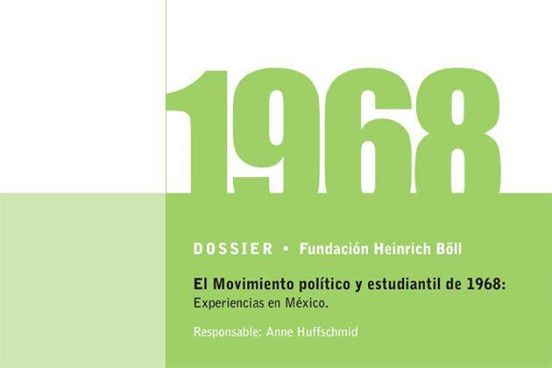 1968
DOSSIER • Fundación Heinrich Böll
El Movimiento político y estudiantil de 1968:
Experiencias en México.
Responsable: Anne Huffschmid